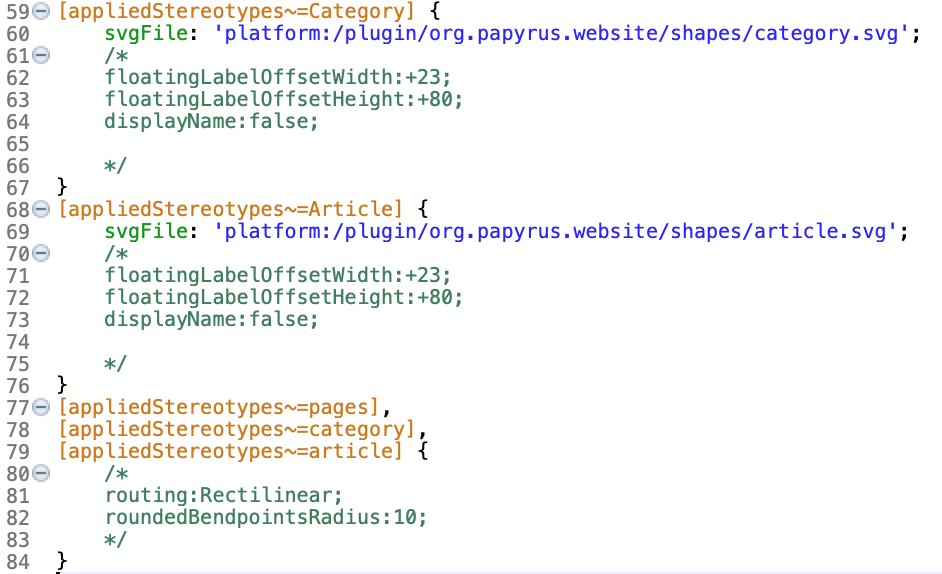 59 [appliedStereotypes~=Category] {
60     svgFile: 'platform:/plugin/org.papyrus.website/shapes/category.svg';
61     /*
62     floatingLabelOffsetWidth:+23;
63     floatingLabelOffsetHeight:+80;
64     displayName:false;
65
66     */
67 }
68 [appliedStereotypes~=Article] {
69     svgFile: 'platform:/plugin/org.papyrus.website/shapes/article.svg';
70     /*
71     floatingLabelOffsetWidth:+23;
72     floatingLabelOffsetHeight:+80;
73     displayName:false;
74
75     */
76 }
77 [appliedStereotypes~=pages],
78 [appliedStereotypes~=category],
79 [appliedStereotypes~=article] {
80     /*
81     routing:Rectilinear;
82     roundedBendpointsRadius:10;
83     */
84 }